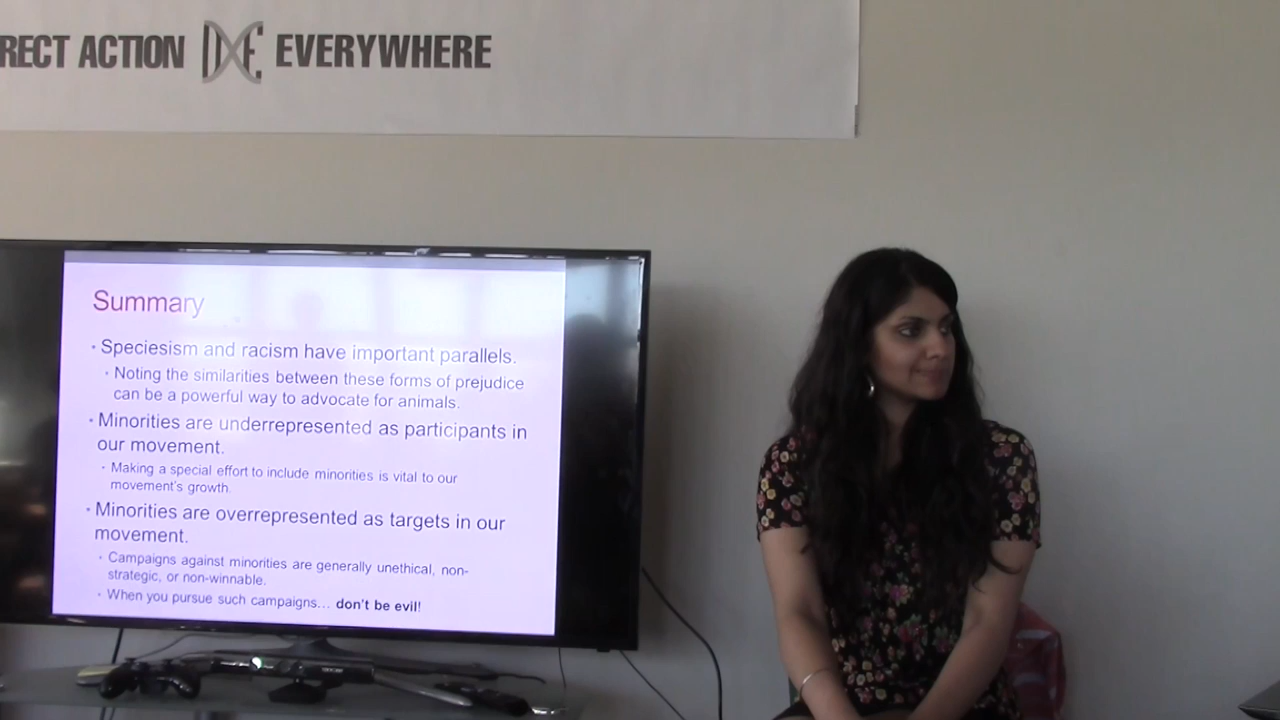 RECT ACTION DXE EVERYWHERE
Summary
Speciesism and racism have important parallels.
Noting the similarities between these forms of prejudice
can be a powerful way to advocate for animals.
Minorities are underrepresented as participants in
our movement.
Making a special effort to include minorities is vital to our
movement's growth.
Minorities are overrepresented as targets in our
movement.
Campaigns against minorities are generally unethical, non-
strategic, or non-winnable.
When you pursue such campaigns... don't be evil!